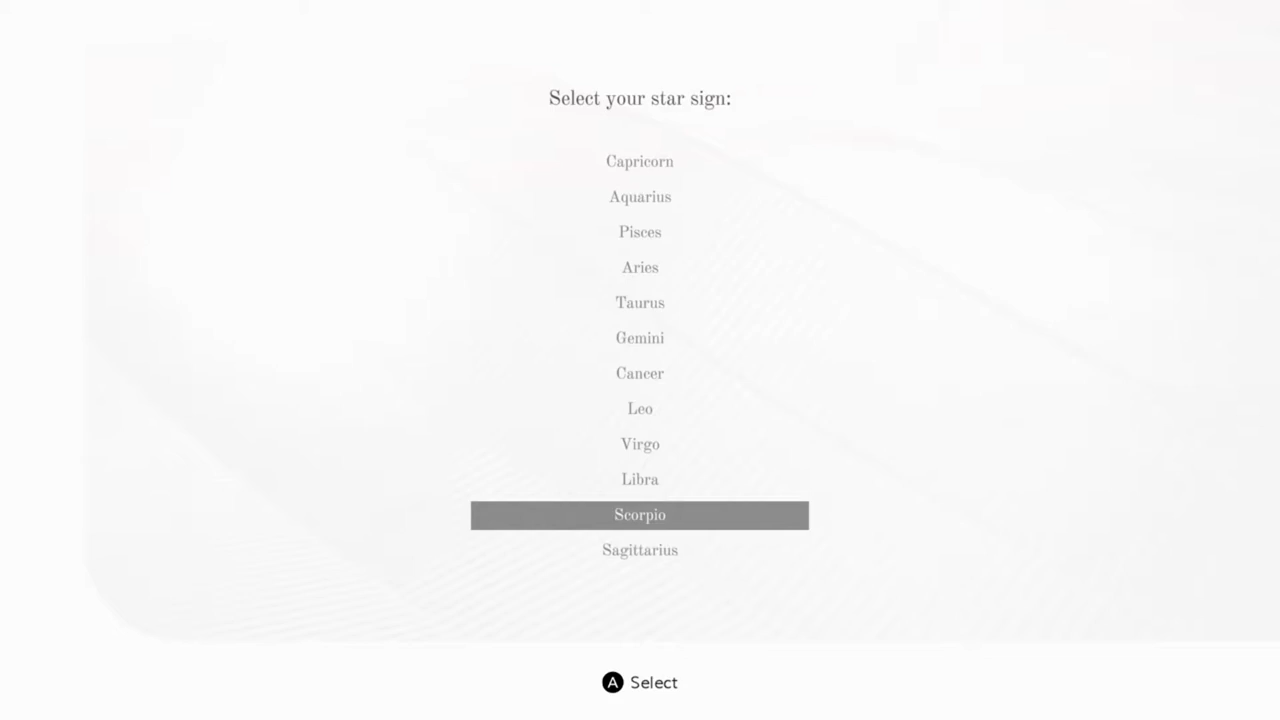 Select your star sign:
Capricorn
Aquarius
Pisces
Aries
Taurus
Gemini
Cancer
Leo
Virgo
Libra
Scorpio
Sagittarius
A Select